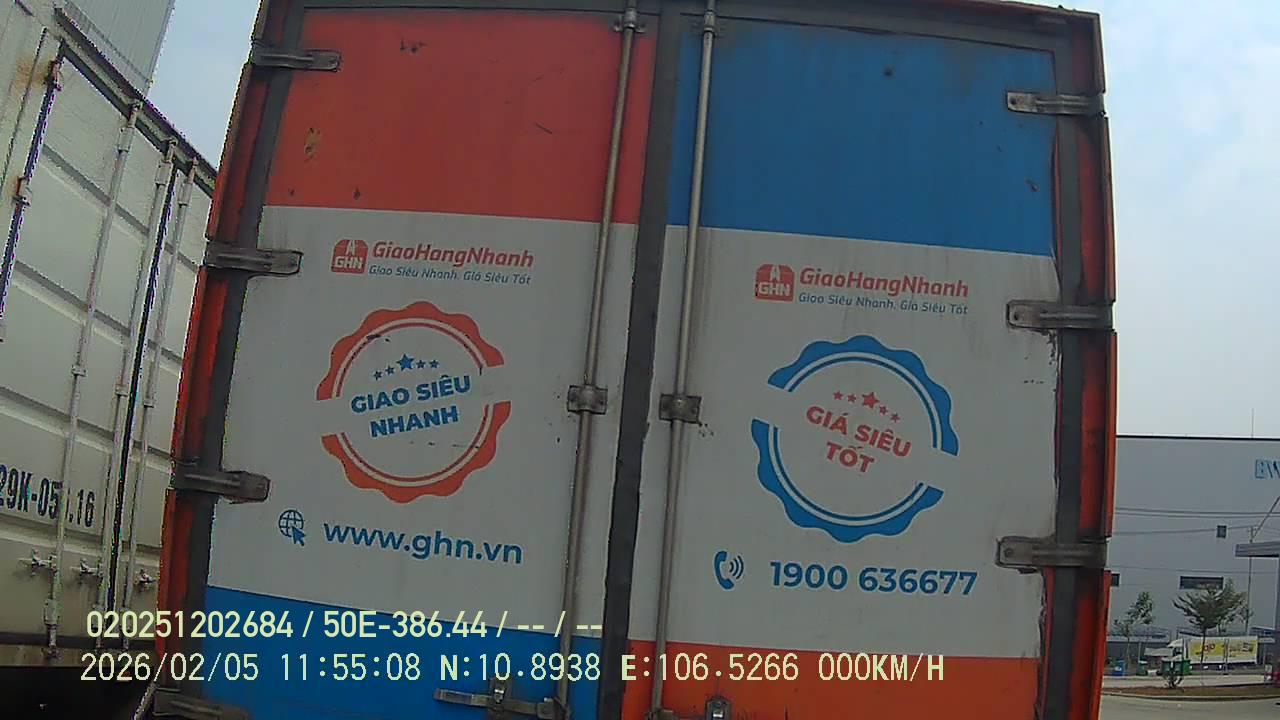 GHN GiaoHangNhanh
Giao Siêu Nhanh. Giá Siêu Tốt
GIAO SIÊU
NHANH
www.ghn.vn
GHN GiaoHangNhanh
Giao Siêu Nhanh. Giá Siêu Tốt
GIÁ SIÊU
TỐT
1900 636677
BW
020251202684 / 50E-386.44 / -- / --
2026/02/05 11:55:08 N:10.8938 E:106.5266 000KM/H